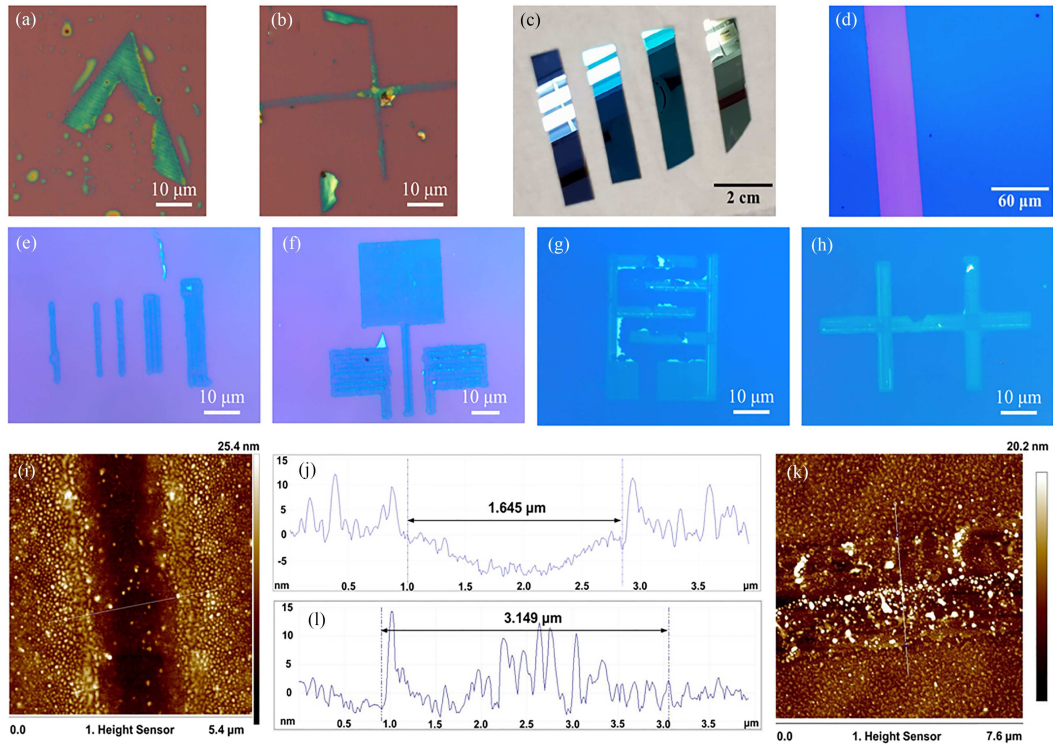 (a)
10 μm
(b)
10 μm
(c)
2 cm
(d)
60 μm
(e)
10 μm
(f)
10 μm
(g)
10 μm
(h)
10 μm
25.4 nm
(i)
0.0 1. Height Sensor 5.4 μm
(j)
15
10
5
0
-5
1.645 μm
nm 0.5 1.0 1.5 2.0 2.5 3.0 3.5 μm
(l)
15
10
5
0
3.149 μm
nm 0.5 1.0 1.5 2.0 2.5 3.0 3.0 3.5 μm
20.2 nm
(k)
0.0 1. Height Sensor 7.6 μm